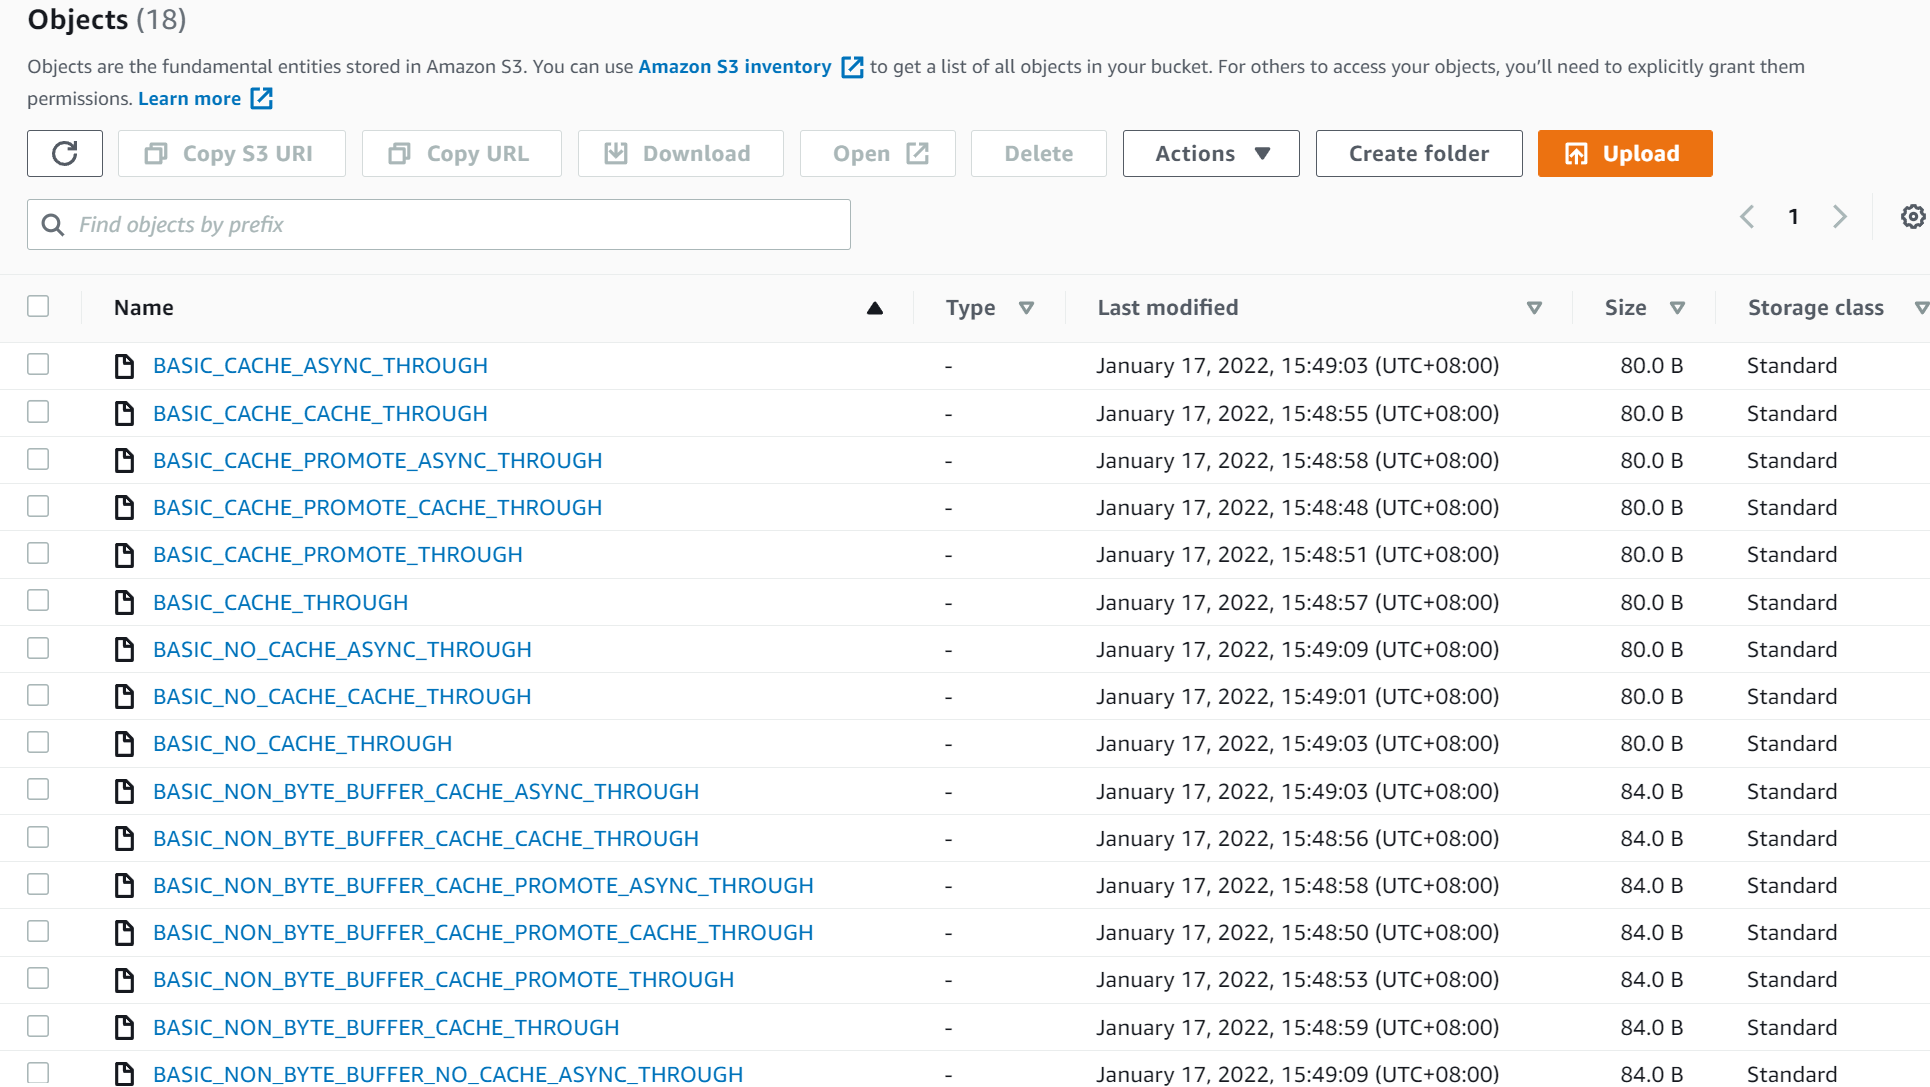 Objects (18)
Objects are the fundamental entities stored in Amazon S3. You can use Amazon S3 inventory to get a list of all objects in your bucket. For others to access your objects, you’ll need to explicitly grant them
permissions. Learn more
Copy S3 URI Copy URL Download Open Delete Actions Create folder Upload
Find objects by prefix 1
Name Type Last modified Size Storage class
BASIC_CACHE_ASYNC_THROUGH - January 17, 2022, 15:49:03 (UTC+08:00) 80.0 B Standard
BASIC_CACHE_CACHE_THROUGH - January 17, 2022, 15:48:55 (UTC+08:00) 80.0 B Standard
BASIC_CACHE_PROMOTE_ASYNC_THROUGH - January 17, 2022, 15:48:58 (UTC+08:00) 80.0 B Standard
BASIC_CACHE_PROMOTE_CACHE_THROUGH - January 17, 2022, 15:48:48 (UTC+08:00) 80.0 B Standard
BASIC_CACHE_PROMOTE_THROUGH - January 17, 2022, 15:48:51 (UTC+08:00) 80.0 B Standard
BASIC_CACHE_THROUGH - January 17, 2022, 15:48:57 (UTC+08:00) 80.0 B Standard
BASIC_NO_CACHE_ASYNC_THROUGH - January 17, 2022, 15:49:09 (UTC+08:00) 80.0 B Standard
BASIC_NO_CACHE_CACHE_THROUGH - January 17, 2022, 15:49:01 (UTC+08:00) 80.0 B Standard
BASIC_NO_CACHE_THROUGH - January 17, 2022, 15:49:03 (UTC+08:00) 80.0 B Standard
BASIC_NON_BYTE_BUFFER_CACHE_ASYNC_THROUGH - January 17, 2022, 15:49:03 (UTC+08:00) 84.0 B Standard
BASIC_NON_BYTE_BUFFER_CACHE_CACHE_THROUGH - January 17, 2022, 15:48:56 (UTC+08:00) 84.0 B Standard
BASIC_NON_BYTE_BUFFER_CACHE_PROMOTE_ASYNC_THROUGH - January 17, 2022, 15:48:58 (UTC+08:00) 84.0 B Standard
BASIC_NON_BYTE_BUFFER_CACHE_PROMOTE_CACHE_THROUGH - January 17, 2022, 15:48:50 (UTC+08:00) 84.0 B Standard
BASIC_NON_BYTE_BUFFER_CACHE_PROMOTE_THROUGH - January 17, 2022, 15:48:53 (UTC+08:00) 84.0 B Standard
BASIC_NON_BYTE_BUFFER_CACHE_THROUGH - January 17, 2022, 15:48:59 (UTC+08:00) 84.0 B Standard
BASIC_NON_BYTE_BUFFER_NO_CACHE_ASYNC_THROUGH - January 17, 2022, 15:49:09 (UTC+08:00) 84.0 B Standard